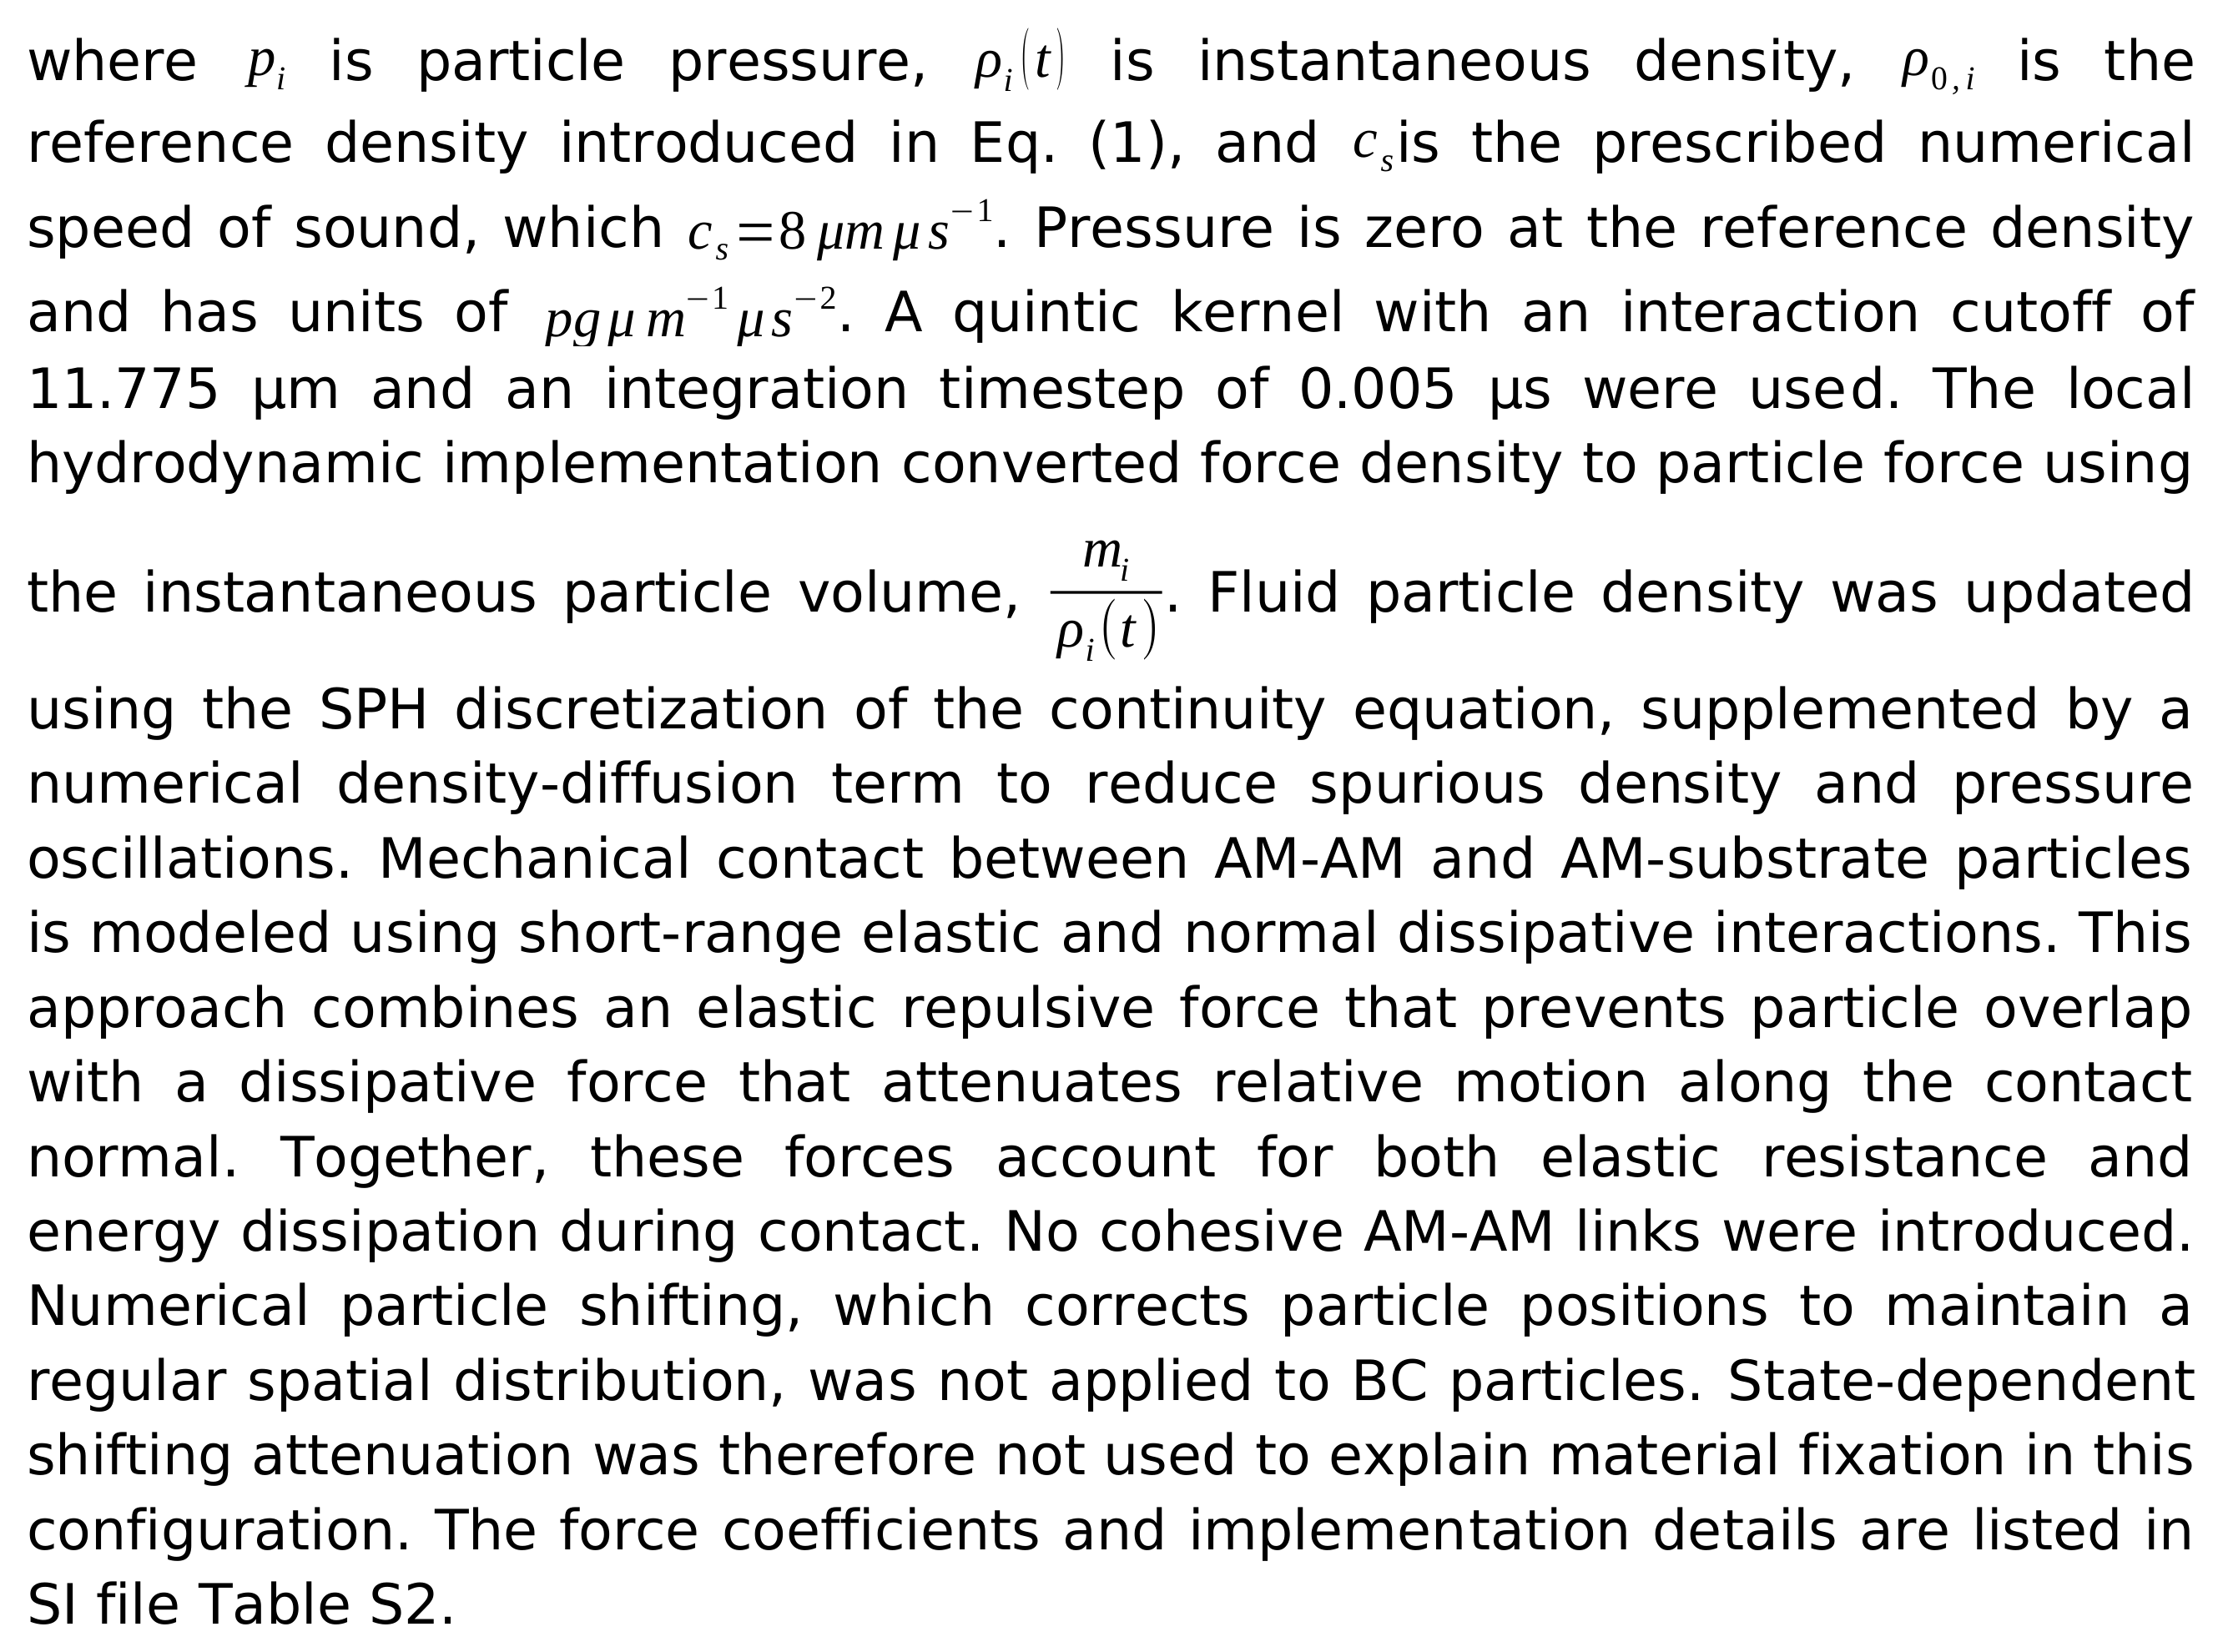 where pᵢ is particle pressure, ρᵢ(t) is instantaneous density, ρ₀,ᵢ is the
reference density introduced in Eq. (1), and cₛis the prescribed numerical
speed of sound, which cₛ=8 μm μs⁻¹. Pressure is zero at the reference density
and has units of pg μm⁻¹ μs⁻². A quintic kernel with an interaction cutoff of
11.775 µm and an integration timestep of 0.005 µs were used. The local
hydrodynamic implementation converted force density to particle force using
the instantaneous particle volume, mᵢ/ρᵢ(t). Fluid particle density was updated
using the SPH discretization of the continuity equation, supplemented by a
numerical density-diffusion term to reduce spurious density and pressure
oscillations. Mechanical contact between AM-AM and AM-substrate particles
is modeled using short-range elastic and normal dissipative interactions. This
approach combines an elastic repulsive force that prevents particle overlap
with a dissipative force that attenuates relative motion along the contact
normal. Together, these forces account for both elastic resistance and
energy dissipation during contact. No cohesive AM-AM links were introduced.
Numerical particle shifting, which corrects particle positions to maintain a
regular spatial distribution, was not applied to BC particles. State-dependent
shifting attenuation was therefore not used to explain material fixation in this
configuration. The force coefficients and implementation details are listed in
SI file Table S2.